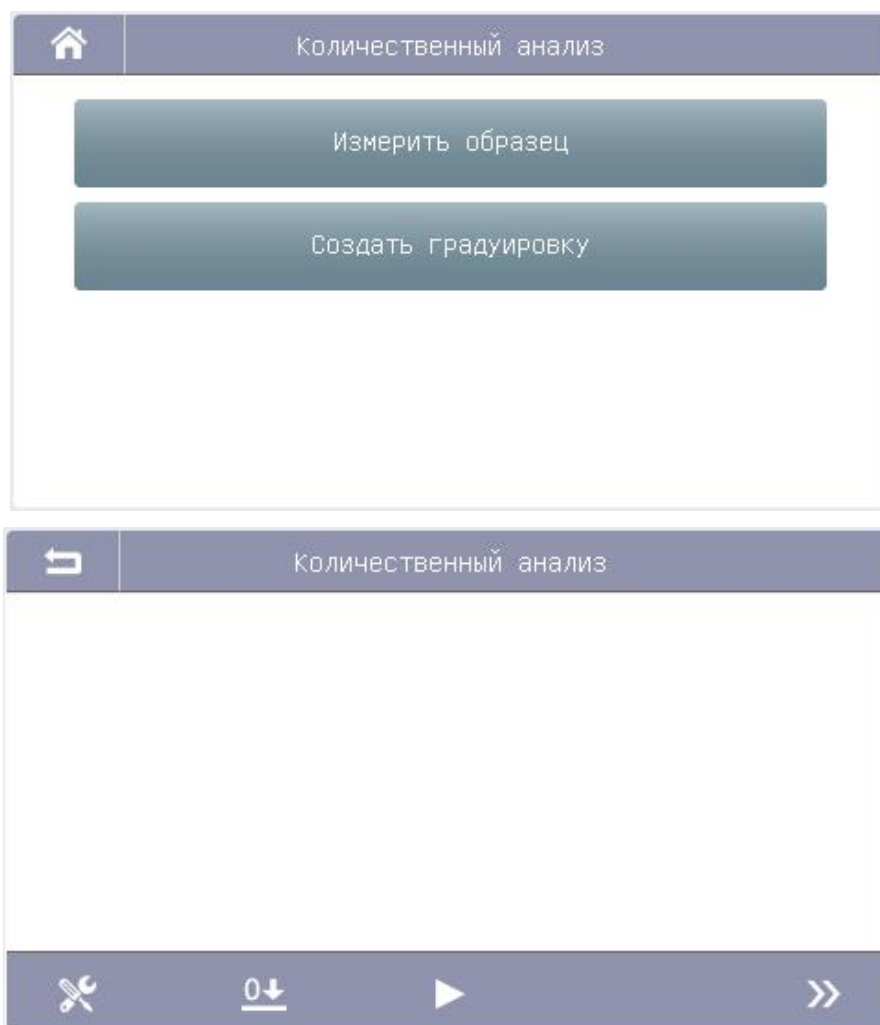 Количественный анализ
Измерить образец
Создать градуировку
Количественный анализ
0